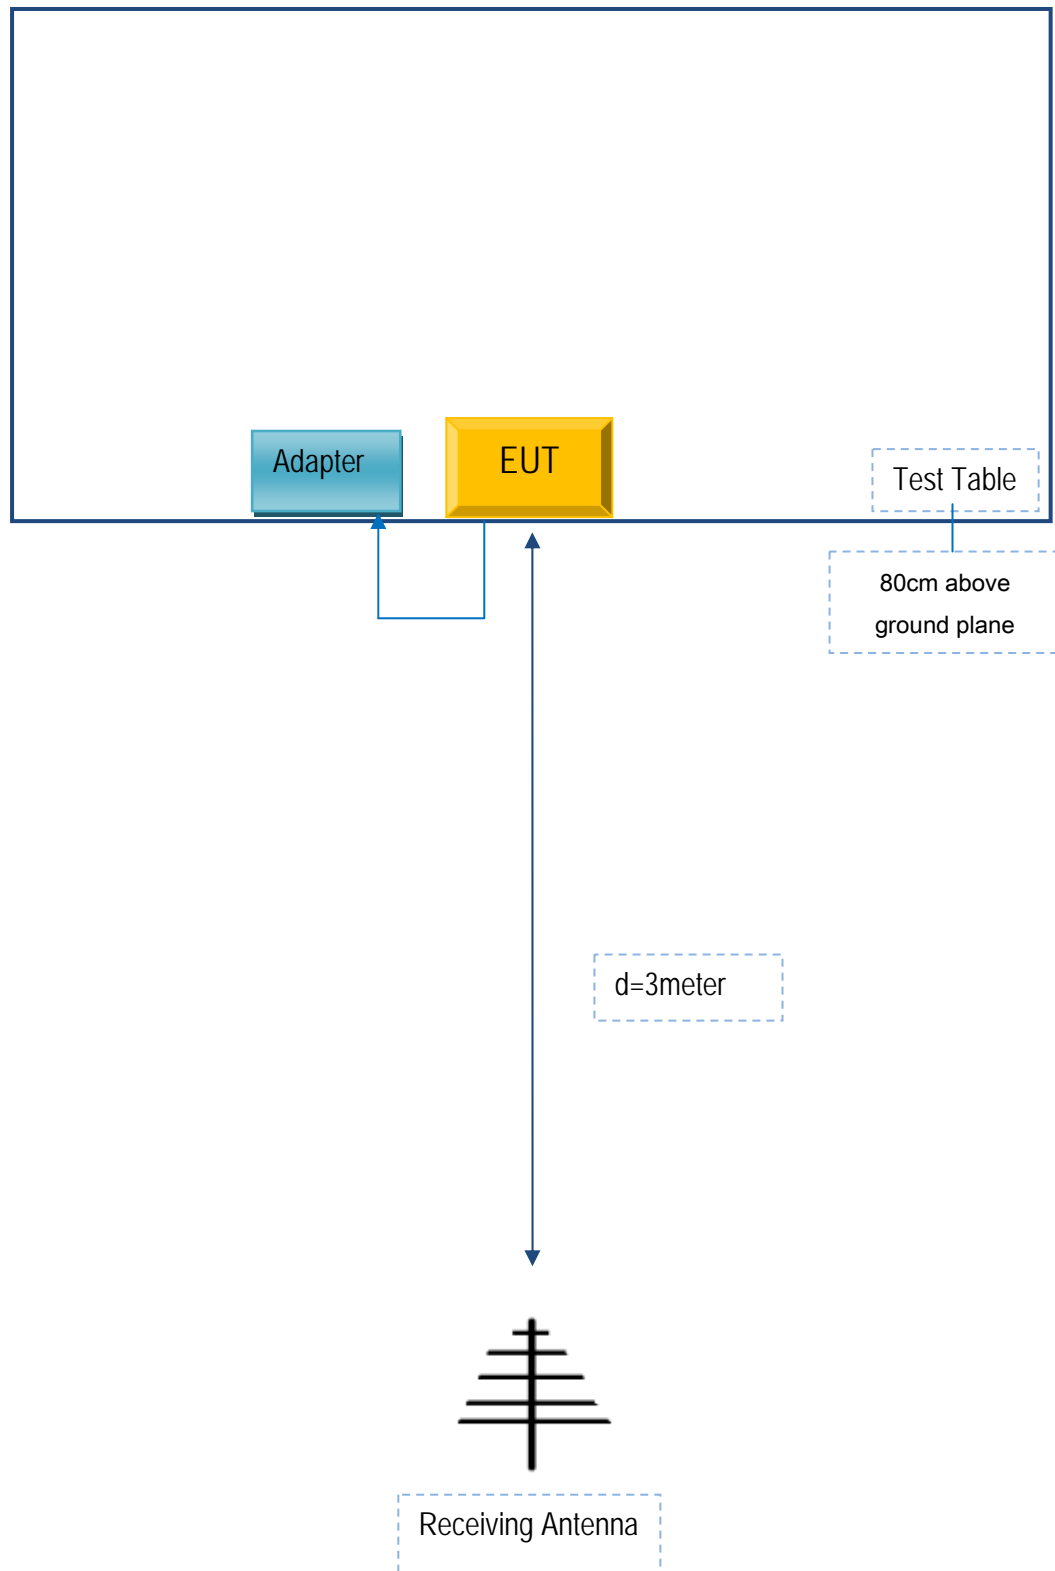 Adapter
EUT
Test Table
80cm above
ground plane
d=3meter
Receiving Antenna